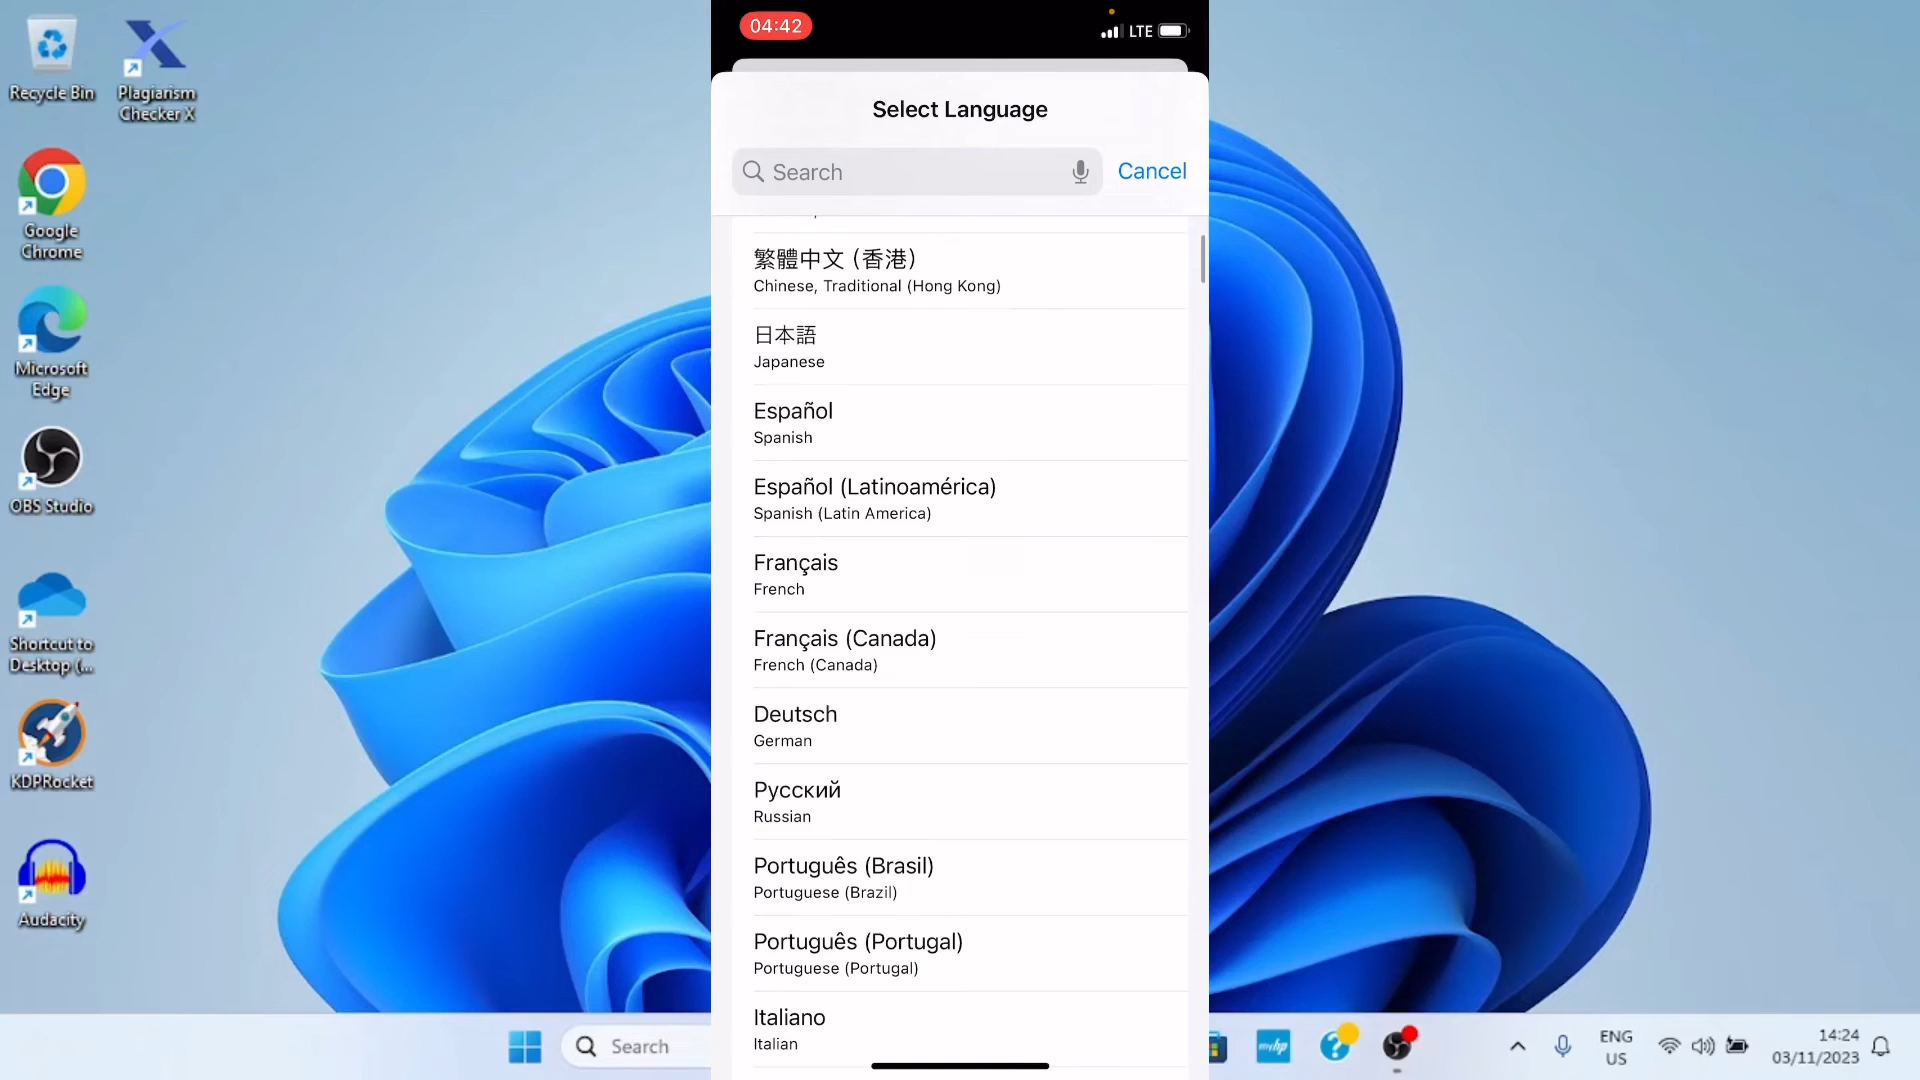 Recycle Bin
Plagiarism
Checker X
Google
Chrome
Microsoft
Edge
OBS Studio
Shortcut to
Desktop (...
KDPRocket
Audacity
04:42
LTE
Select Language
Search
Cancel
繁體中文 (香港)
Chinese, Traditional (Hong Kong)
日本語
Japanese
Español
Spanish
Español (Latinoamérica)
Spanish (Latin America)
Français
French
Français (Canada)
French (Canada)
Deutsch
German
Русский
Russian
Português (Brasil)
Portuguese (Brazil)
Português (Portugal)
Portuguese (Portugal)
Italiano
Italian
Search
myhp
ENG
US
14:24
03/11/2023